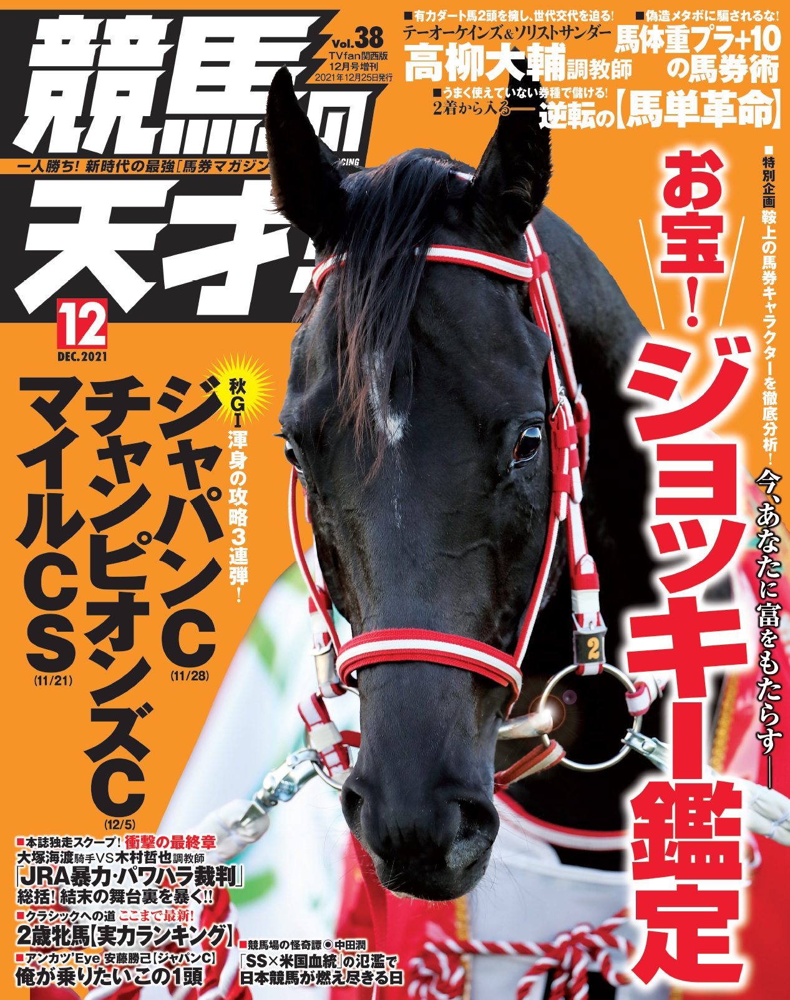 競馬の
天才!
一人勝ち! 新時代の最強[馬券マガジン
CING
Vol.38
TVfan関西版
12月号増刊
2021年12月25日発行
12
DEC.2021
■有力ダート馬2頭を擁し、世代交代を迫る!
テーオーケインズ&ソリストサンダー
高柳大輔調教師
■偽造メタボに騙されるな!
馬体重プラ+10
の馬券術
■うまく使えていない券種で儲ける!
2着から入る━━
逆転の【馬単革命】
■特別企画 鞍上の馬券キャラクターを徹底分析!
今、あなたに富をもたらす━━
お宝!
ジョッキー鑑定
秋GI
渾身の攻略3連弾!
ジャパンC
(11/28)
チャンピオンズC
(12/5)
マイルCS
(11/21)
■本誌独走スクープ! 衝撃の最終章
大塚海渡騎手VS木村哲也調教師
「JRA暴力・パワハラ裁判」
総括! 結末の舞台裏を暴く!!
■クラシックへの道 ここまで最新!
2歳牝馬【実力ランキング】
■アンカツ'Eye 安藤勝己【ジャパンC】
俺が乗りたいこの1頭
■競馬場の怪奇譚◉中田潤
「SS×米国血統」の氾濫で
日本競馬が燃え尽きる日
2